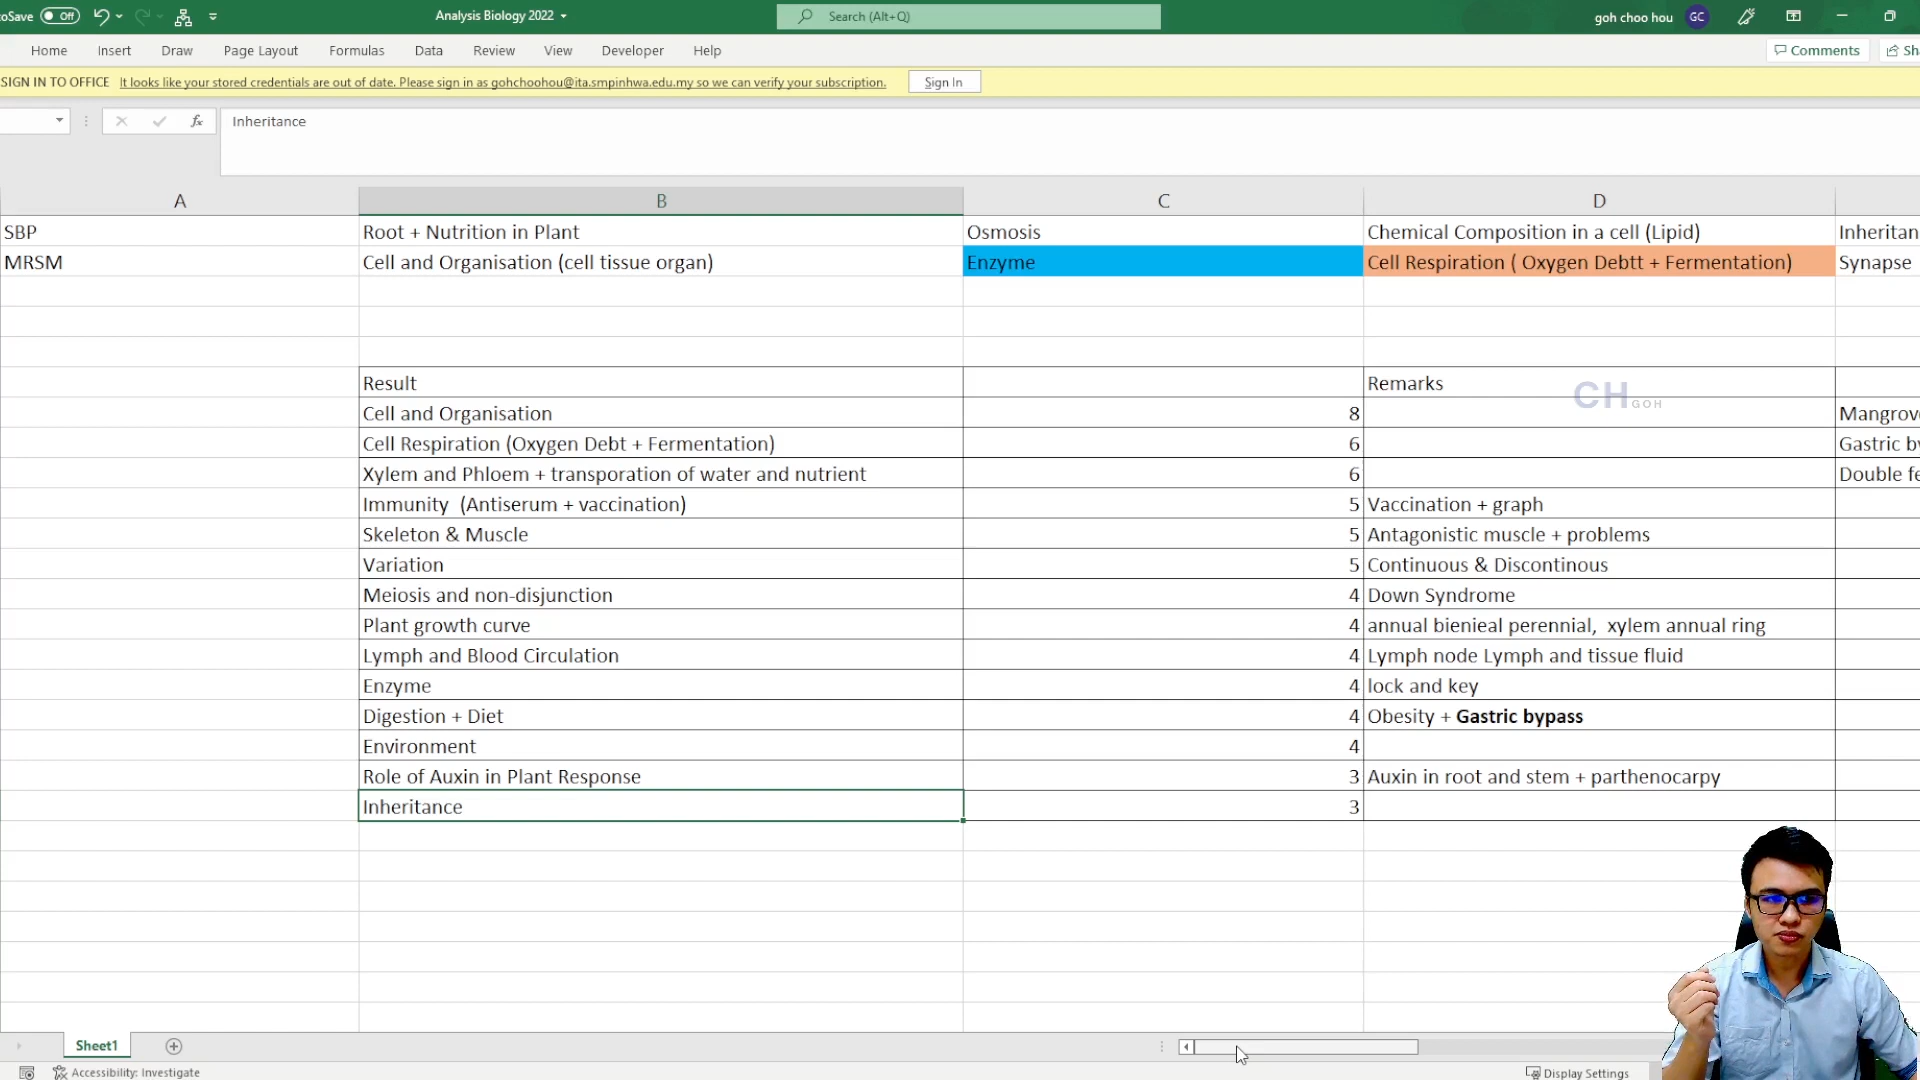 oSave Off Analysis Biology 2022 Search (Alt+Q) goh choo hou GC
Home Insert Draw Page Layout Formulas Data Review View Developer Help Comments Sh
SIGN IN TO OFFICE It looks like your stored credentials are out of date. Please sign in as gohchoohou@ita.smpinhwa.edu.my so we can verify your subscription. Sign In
fx Inheritance
A B C D
SBP Root + Nutrition in Plant Osmosis Chemical Composition in a cell (Lipid) Inheritan
MRSM Cell and Organisation (cell tissue organ) Enzyme Cell Respiration ( Oxygen Debtt + Fermentation) Synapse
Result Remarks
CH GOH
Cell and Organisation 8 Mangrov
Cell Respiration (Oxygen Debt + Fermentation) 6 Gastric b
Xylem and Phloem + transporation of water and nutrient 6 Double fe
Immunity (Antiserum + vaccination) 5 Vaccination + graph
Skeleton & Muscle 5 Antagonistic muscle + problems
Variation 5 Continuous & Discontinous
Meiosis and non-disjunction 4 Down Syndrome
Plant growth curve 4 annual bienieal perennial, xylem annual ring
Lymph and Blood Circulation 4 Lymph node Lymph and tissue fluid
Enzyme 4 lock and key
Digestion + Diet 4 Obesity + Gastric bypass
Environment 4
Role of Auxin in Plant Response 3 Auxin in root and stem + parthenocarpy
Inheritance 3
Sheet1
Accessibility: Investigate Display Settings